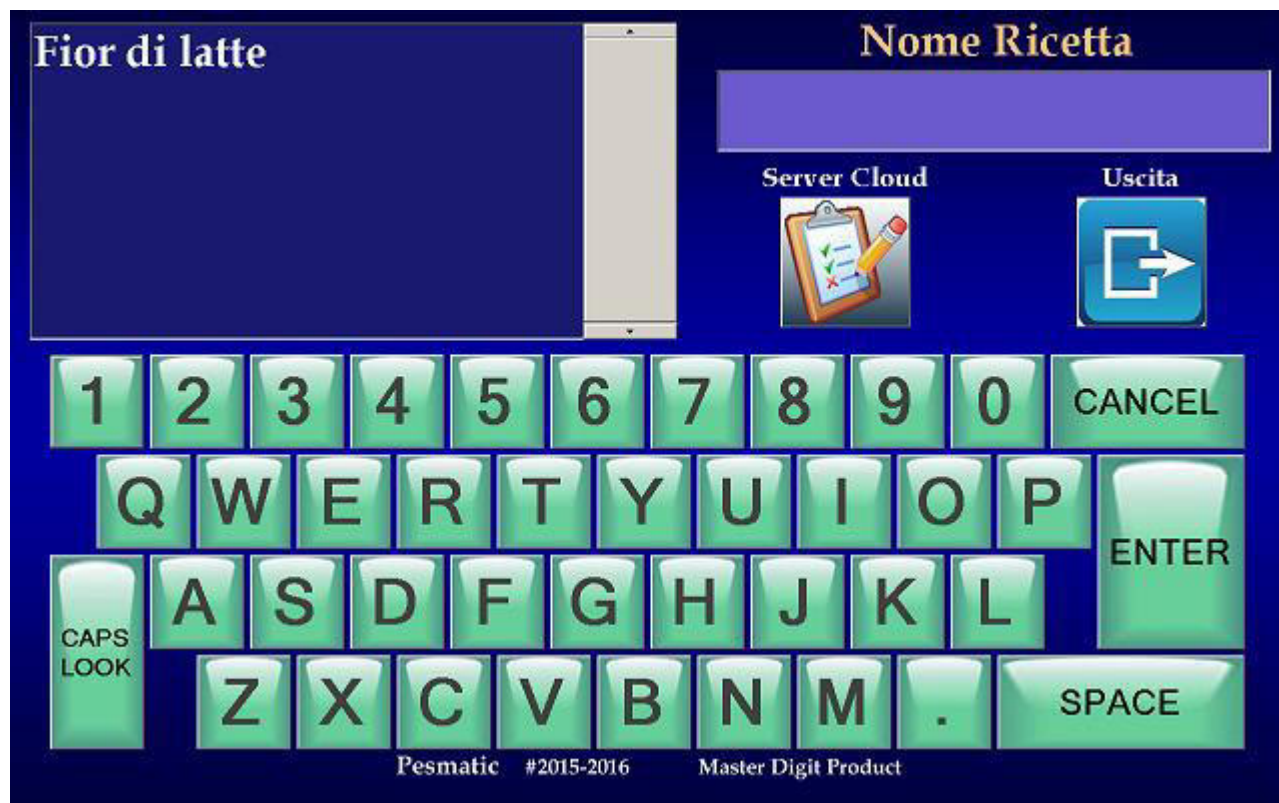 Fior di latte
Nome Ricetta
Server Cloud
Uscita
1 2 3 4 5 6 7 8 9 0 CANCEL
Q W E R T Y U I O P
ENTER
A S D F G H J K L
CAPS
LOOK
Z X C V B N M . SPACE
Pesmatic #2015-2016 Master Digit Product